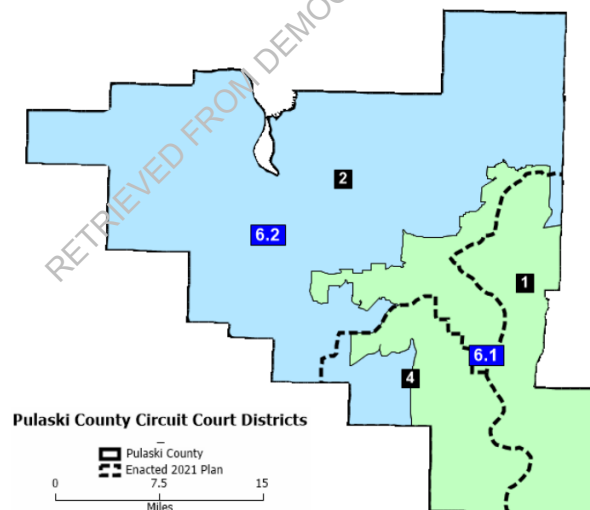 RETRIEVED FROM DEMOC
2
6.2
1
6.1
4
Pulaski County Circuit Court Districts
Pulaski County
Enacted 2021 Plan
0 7.5 15
Miles